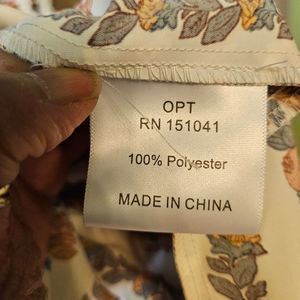 OPT
RN 151041
100% Polyester
MADE IN CHINA